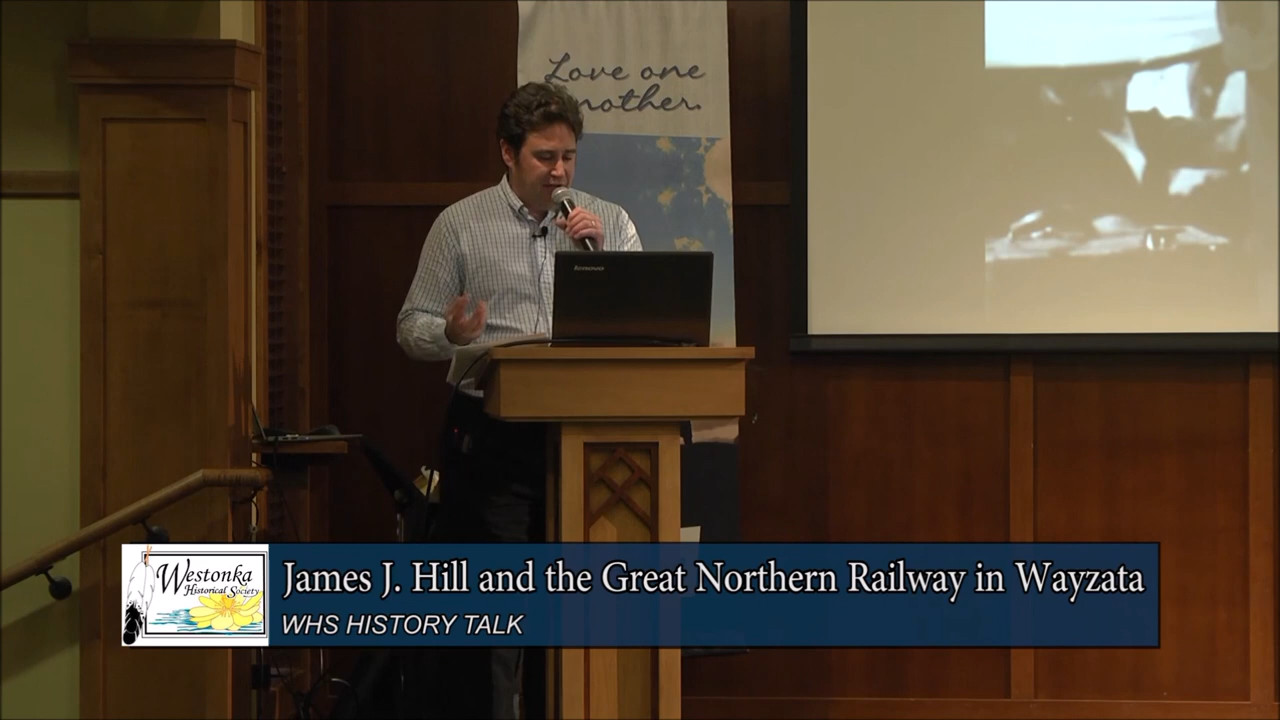 Love one
another.
lenovo
Westonka
Historical Society
James J. Hill and the Great Northern Railway in Wayzata
WHS HISTORY TALK